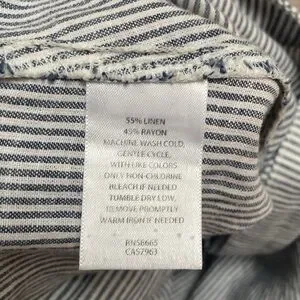 55% LINEN
45% RAYON
MACHINE WASH COLD,
GENTLE CYCLE,
WITH LIKE COLORS
ONLY NON-CHLORINE
BLEACH IF NEEDED
TUMBLE DRY LOW,
REMOVE PROMPTLY
WARM IRON IF NEEDED
RN58665
CA57963